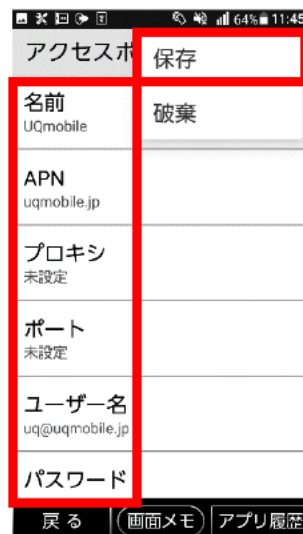 64% 11:45
アクセスポ
保存
破棄
名前
UQmobile
APN
uqmobile.jp
プロキシ
未設定
ポート
未設定
ユーザー名
uq@uqmobile.jp
パスワード
戻る 画面メモ アプリ履歴